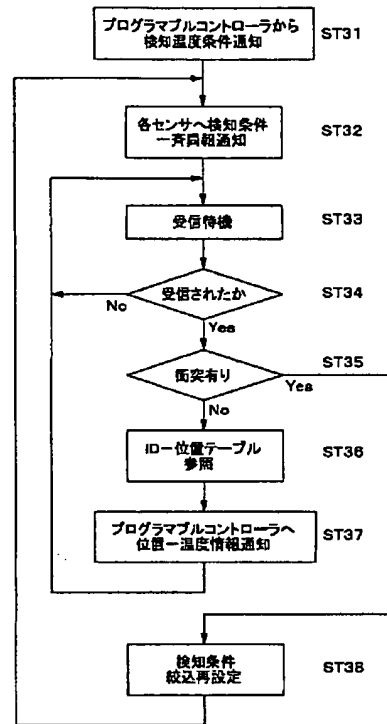 プログラマブルコントローラから
検知温度条件通知
ST31
各センサへ検知条件
一斉同報通知
ST32
受信待機
ST33
受信されたか
ST34
No
Yes
衝突有り
ST35
Yes
No
IDー位置テーブル
参照
ST36
プログラマブルコントローラへ
位置ー温度情報通知
ST37
検知条件
絞込再設定
ST38